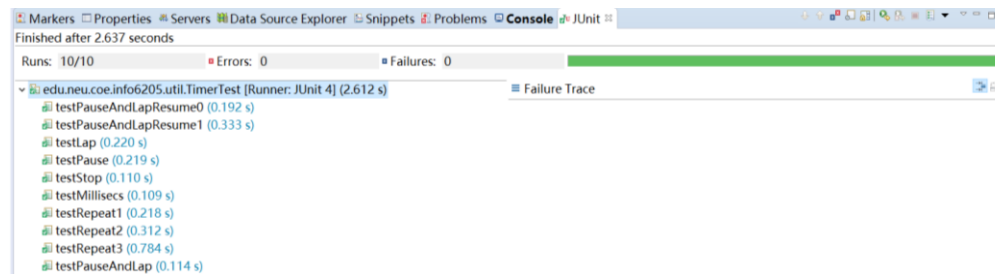 Markers Properties Servers Data Source Explorer Snippets Problems Console JUnit
Finished after 2.637 seconds
Runs: 10/10 Errors: 0 Failures: 0
edu.neu.coe.info6205.util.TimerTest [Runner: JUnit 4] (2.612 s) Failure Trace
testPauseAndLapResume0 (0.192 s)
testPauseAndLapResume1 (0.333 s)
testLap (0.220 s)
testPause (0.219 s)
testStop (0.110 s)
testMillisecs (0.109 s)
testRepeat1 (0.218 s)
testRepeat2 (0.312 s)
testRepeat3 (0.784 s)
testPauseAndLap (0.114 s)